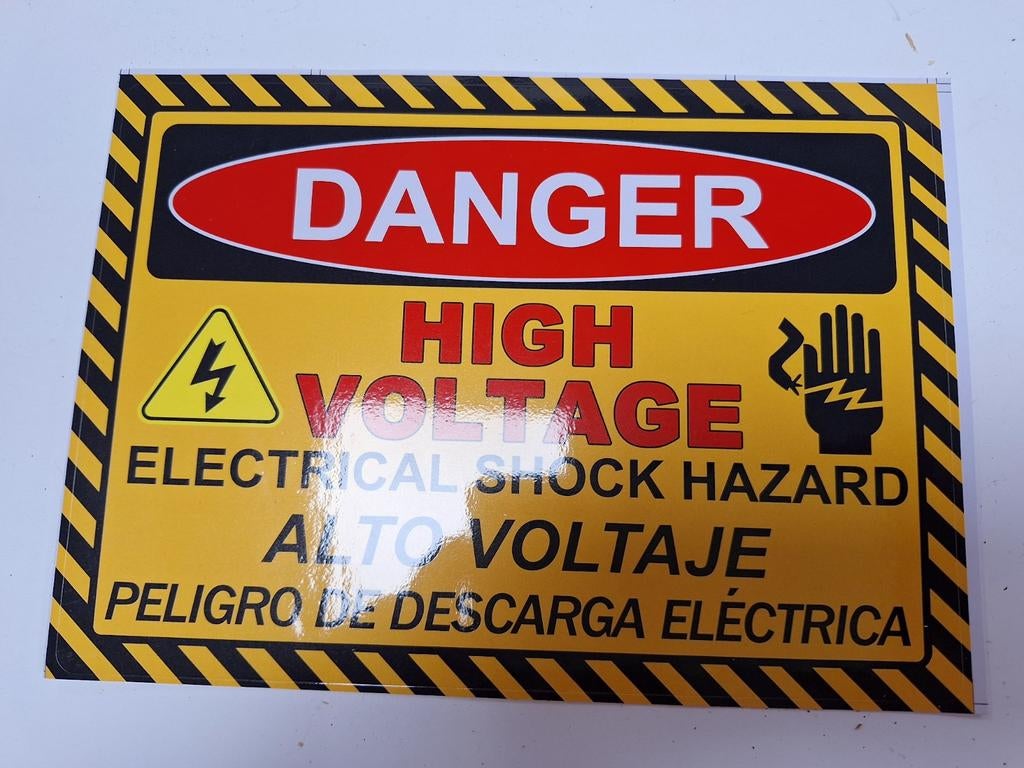 DANGER
HIGH
VOLTAGE
ELECTRICAL SHOCK HAZARD
ALTO VOLTAJE
PELIGRO DE DESCARGA ELÉCTRICA